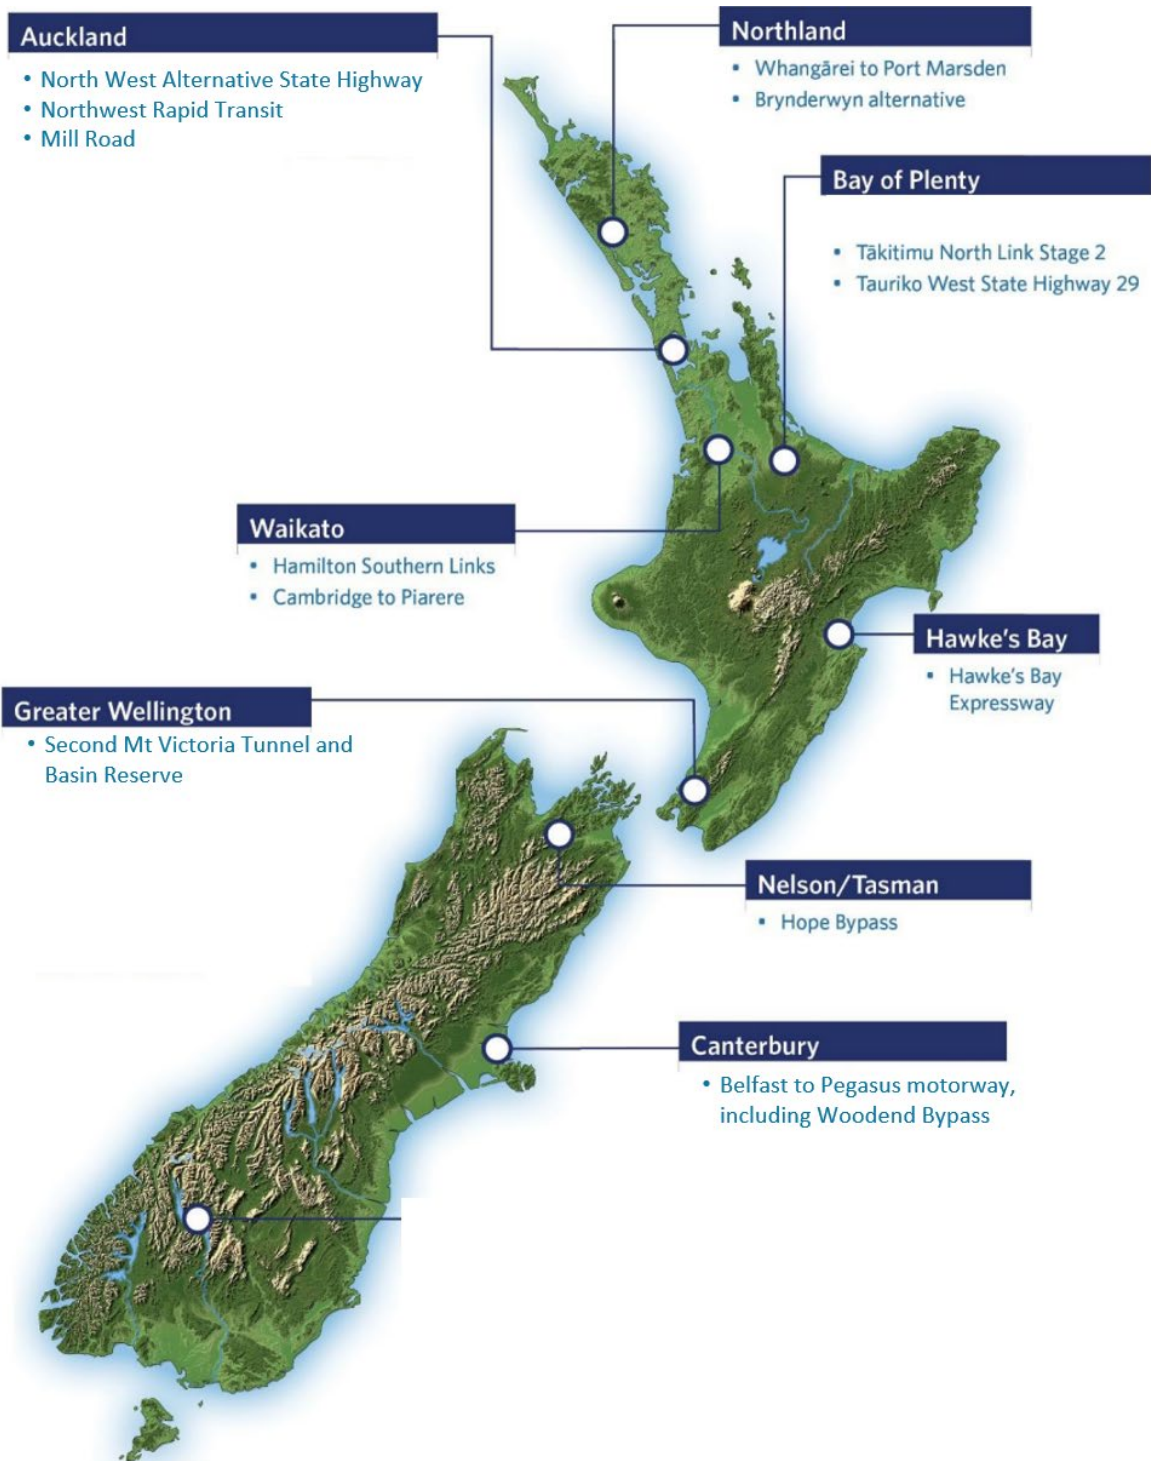 Auckland
• North West Alternative State Highway
• Northwest Rapid Transit
• Mill Road
Northland
• Whangārei to Port Marsden
• Brynderwyn alternative
Bay of Plenty
• Tākitimu North Link Stage 2
• Tauriko West State Highway 29
Waikato
• Hamilton Southern Links
• Cambridge to Piarere
Hawke's Bay
• Hawke's Bay
Expressway
Greater Wellington
• Second Mt Victoria Tunnel and
Basin Reserve
Nelson/Tasman
• Hope Bypass
Canterbury
• Belfast to Pegasus motorway,
including Woodend Bypass